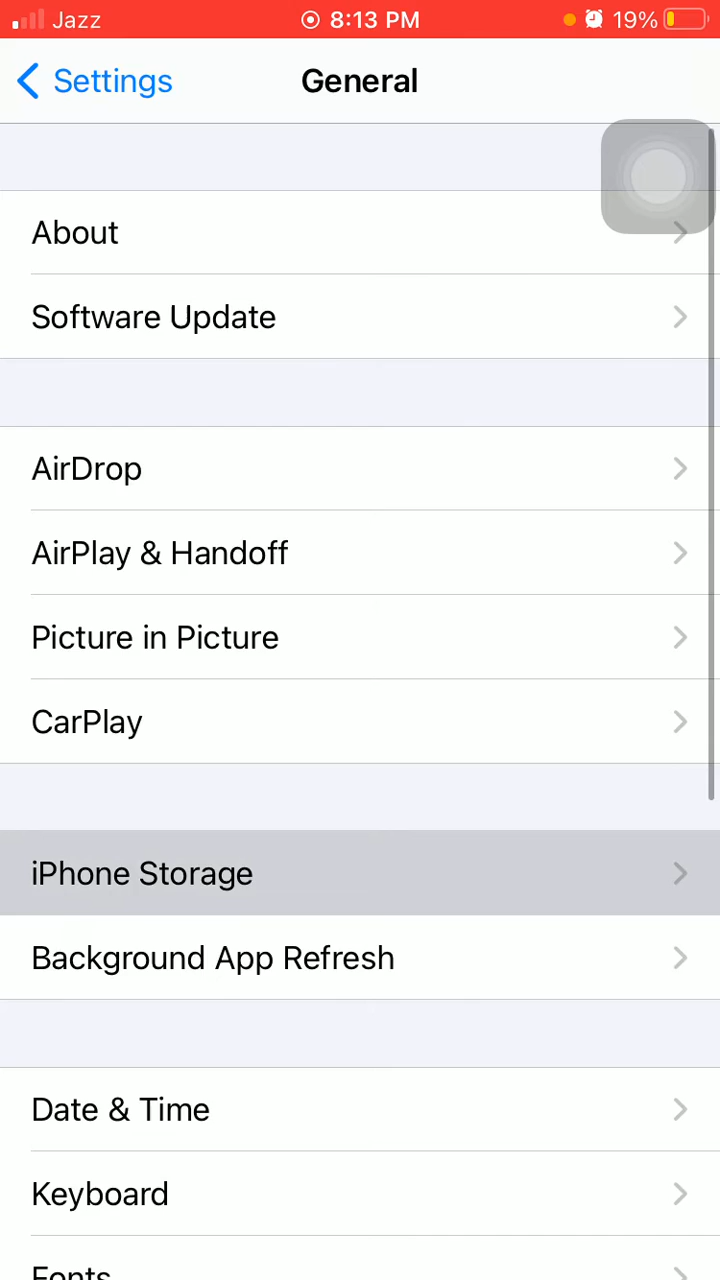 Jazz 8:13 PM 19%
Settings General
About
Software Update
AirDrop
AirPlay & Handoff
Picture in Picture
CarPlay
iPhone Storage
Background App Refresh
Date & Time
Keyboard
Fonts